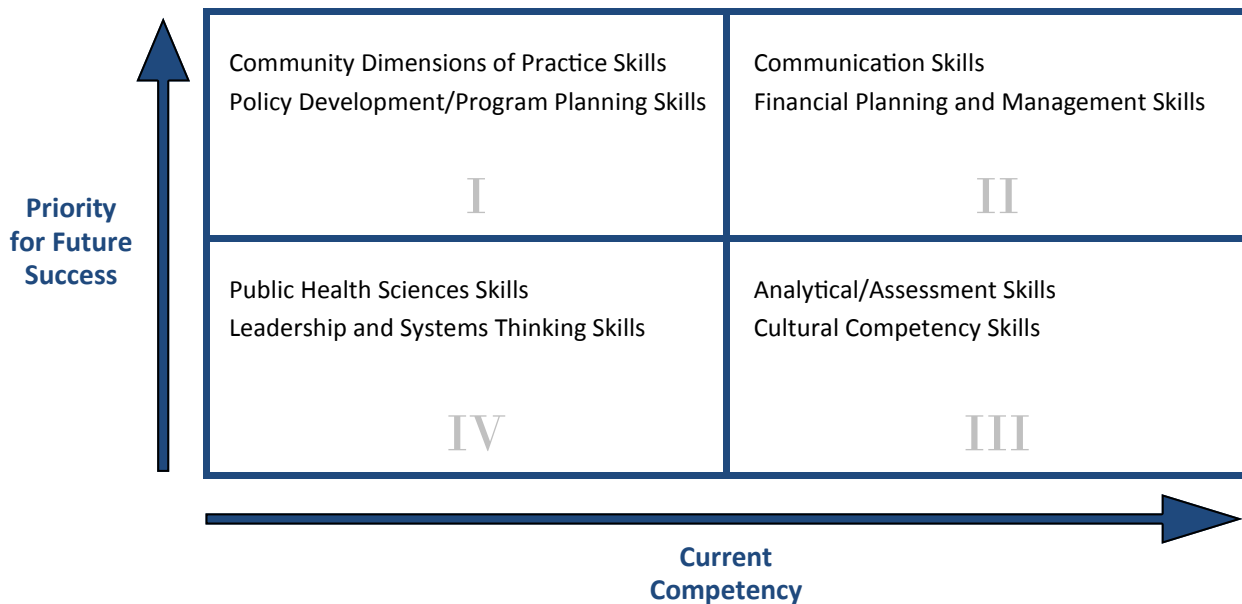 Community Dimensions of Practice Skills
Policy Development/Program Planning Skills
I
Communication Skills
Financial Planning and Management Skills
II
Priority
for Future
Success
Public Health Sciences Skills
Leadership and Systems Thinking Skills
IV
Analytical/Assessment Skills
Cultural Competency Skills
III
Current
Competency